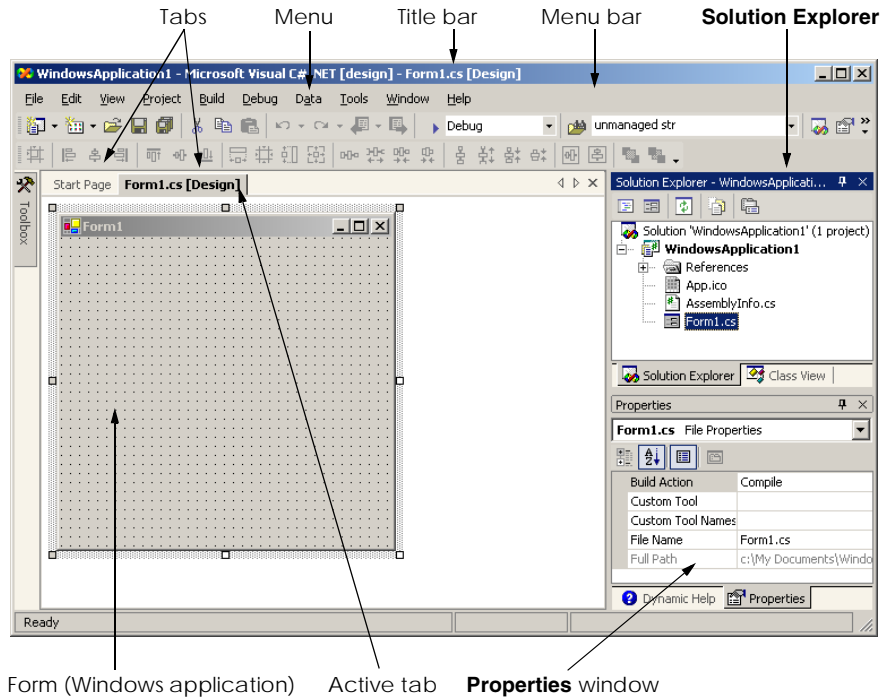 Tabs Menu Title bar Menu bar Solution Explorer
WindowsApplication1 - Microsoft Visual C# .NET [design] - Form1.cs [Design]
File Edit View Project Build Debug Data Tools Window Help
Debug unmanaged str
Toolbox
Start Page Form1.cs [Design]
Form1
Solution Explorer - WindowsApplicati...
Solution 'WindowsApplication1' (1 project)
WindowsApplication1
References
App.ico
AssemblyInfo.cs
Form1.cs
Solution Explorer Class View
Properties
Form1.cs File Properties
Build Action Compile
Custom Tool
Custom Tool Names
File Name Form1.cs
Full Path c:\My Documents\Windo
Dynamic Help Properties
Ready
Form (Windows application) Active tab Properties window